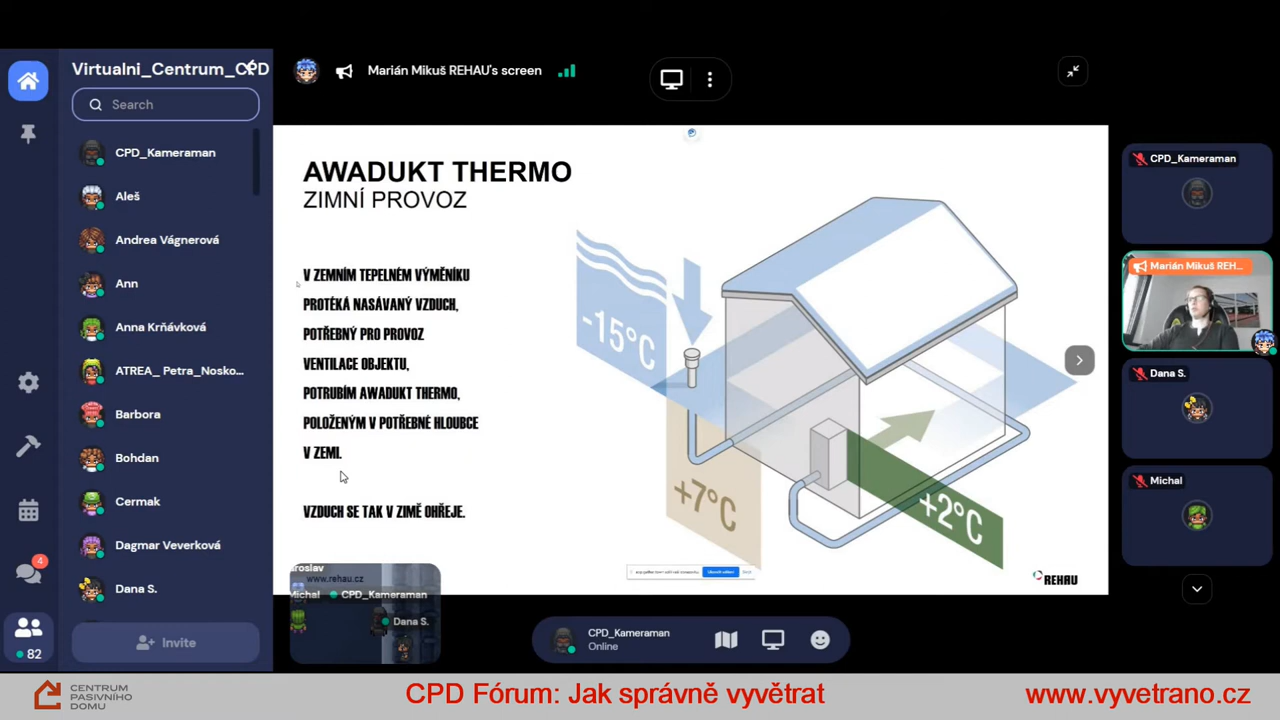 Virtualni_Centrum_CPD
Search
CPD_Kameraman
Aleš
Andrea Vágnerová
Ann
Anna Krňávková
ATREA_ Petra_Nosko...
Barbora
Bohdan
Cermak
Dagmar Veverková
Dana S.
Invite
4
82
Marián Mikuš REHAU's screen
AWADUKT THERMO
ZIMNÍ PROVOZ
V ZEMNÍM TEPELNÉM VÝMĚNÍKU
PROTÉKÁ NASÁVANÝ VZDUCH,
POTŘEBNÝ PRO PROVOZ
VENTILACE OBJEKTU,
POTRUBÍM AWADUKT THERMO,
POLOŽENÝM V POTŘEBNÉ HLOUBCE
V ZEMI.
VZDUCH SE TAK V ZIMĚ OHŘEJE.
-15°C
+7°C
+2°C
REHAU
roslav
www.rehau.cz
Michal
CPD_Kameraman
Dana S.
CPD_Kameraman
Online
CPD_Kameraman
Marián Mikuš REH...
Dana S.
Michal
CENTRUM
PASIVNÍHO
DOMU
CPD Fórum: Jak správně vyvětrat
www.vyvetrano.cz